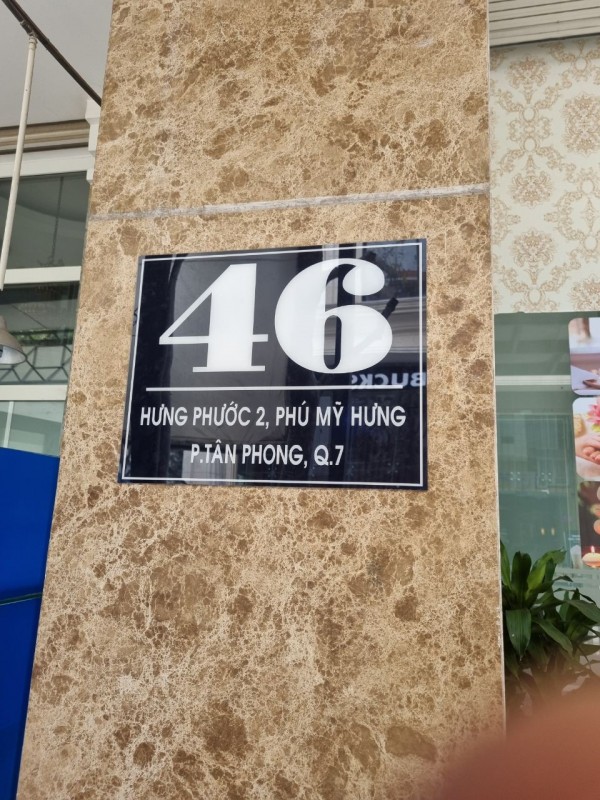 46
HƯNG PHƯỚC 2, PHÚ MỸ HƯNG
P.TÂN PHONG, Q.7